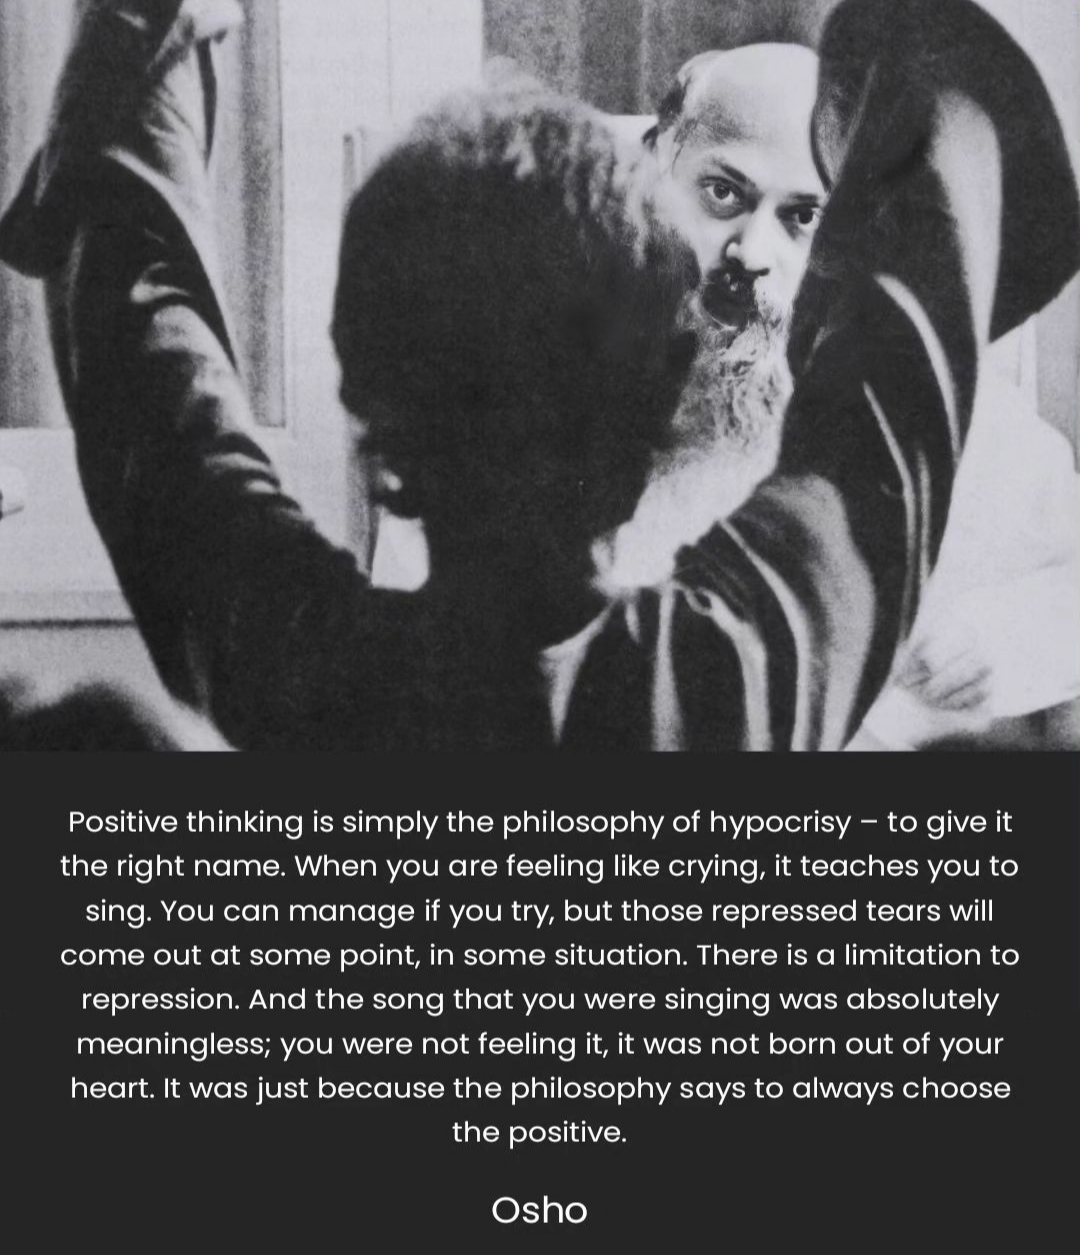 Positive thinking is simply the philosophy of hypocrisy – to give it
the right name. When you are feeling like crying, it teaches you to
sing. You can manage if you try, but those repressed tears will
come out at some point, in some situation. There is a limitation to
repression. And the song that you were singing was absolutely
meaningless; you were not feeling it, it was not born out of your
heart. It was just because the philosophy says to always choose
the positive.
Osho